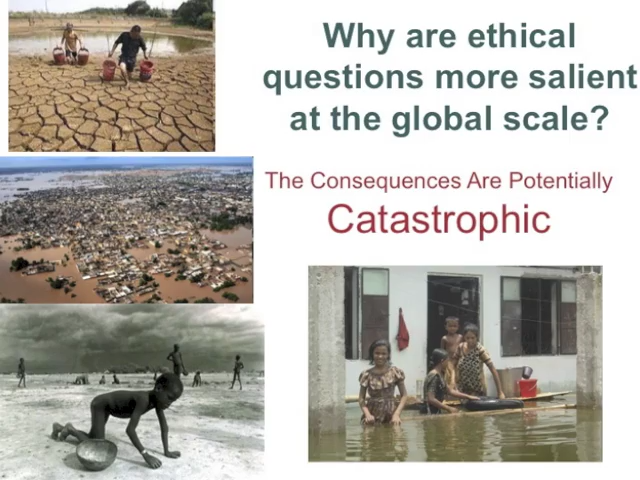 Why are ethical
questions more salient
at the global scale?
The Consequences Are Potentially
Catastrophic